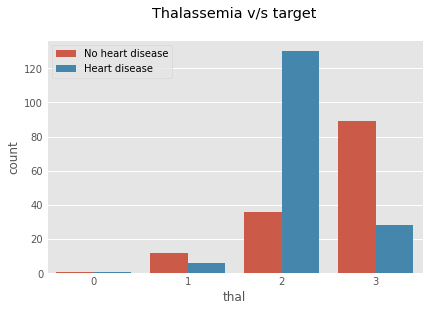 Thalassemia v/s target
No heart disease
Heart disease
count
120
100
80
60
40
20
0
0 1 2 3
thal